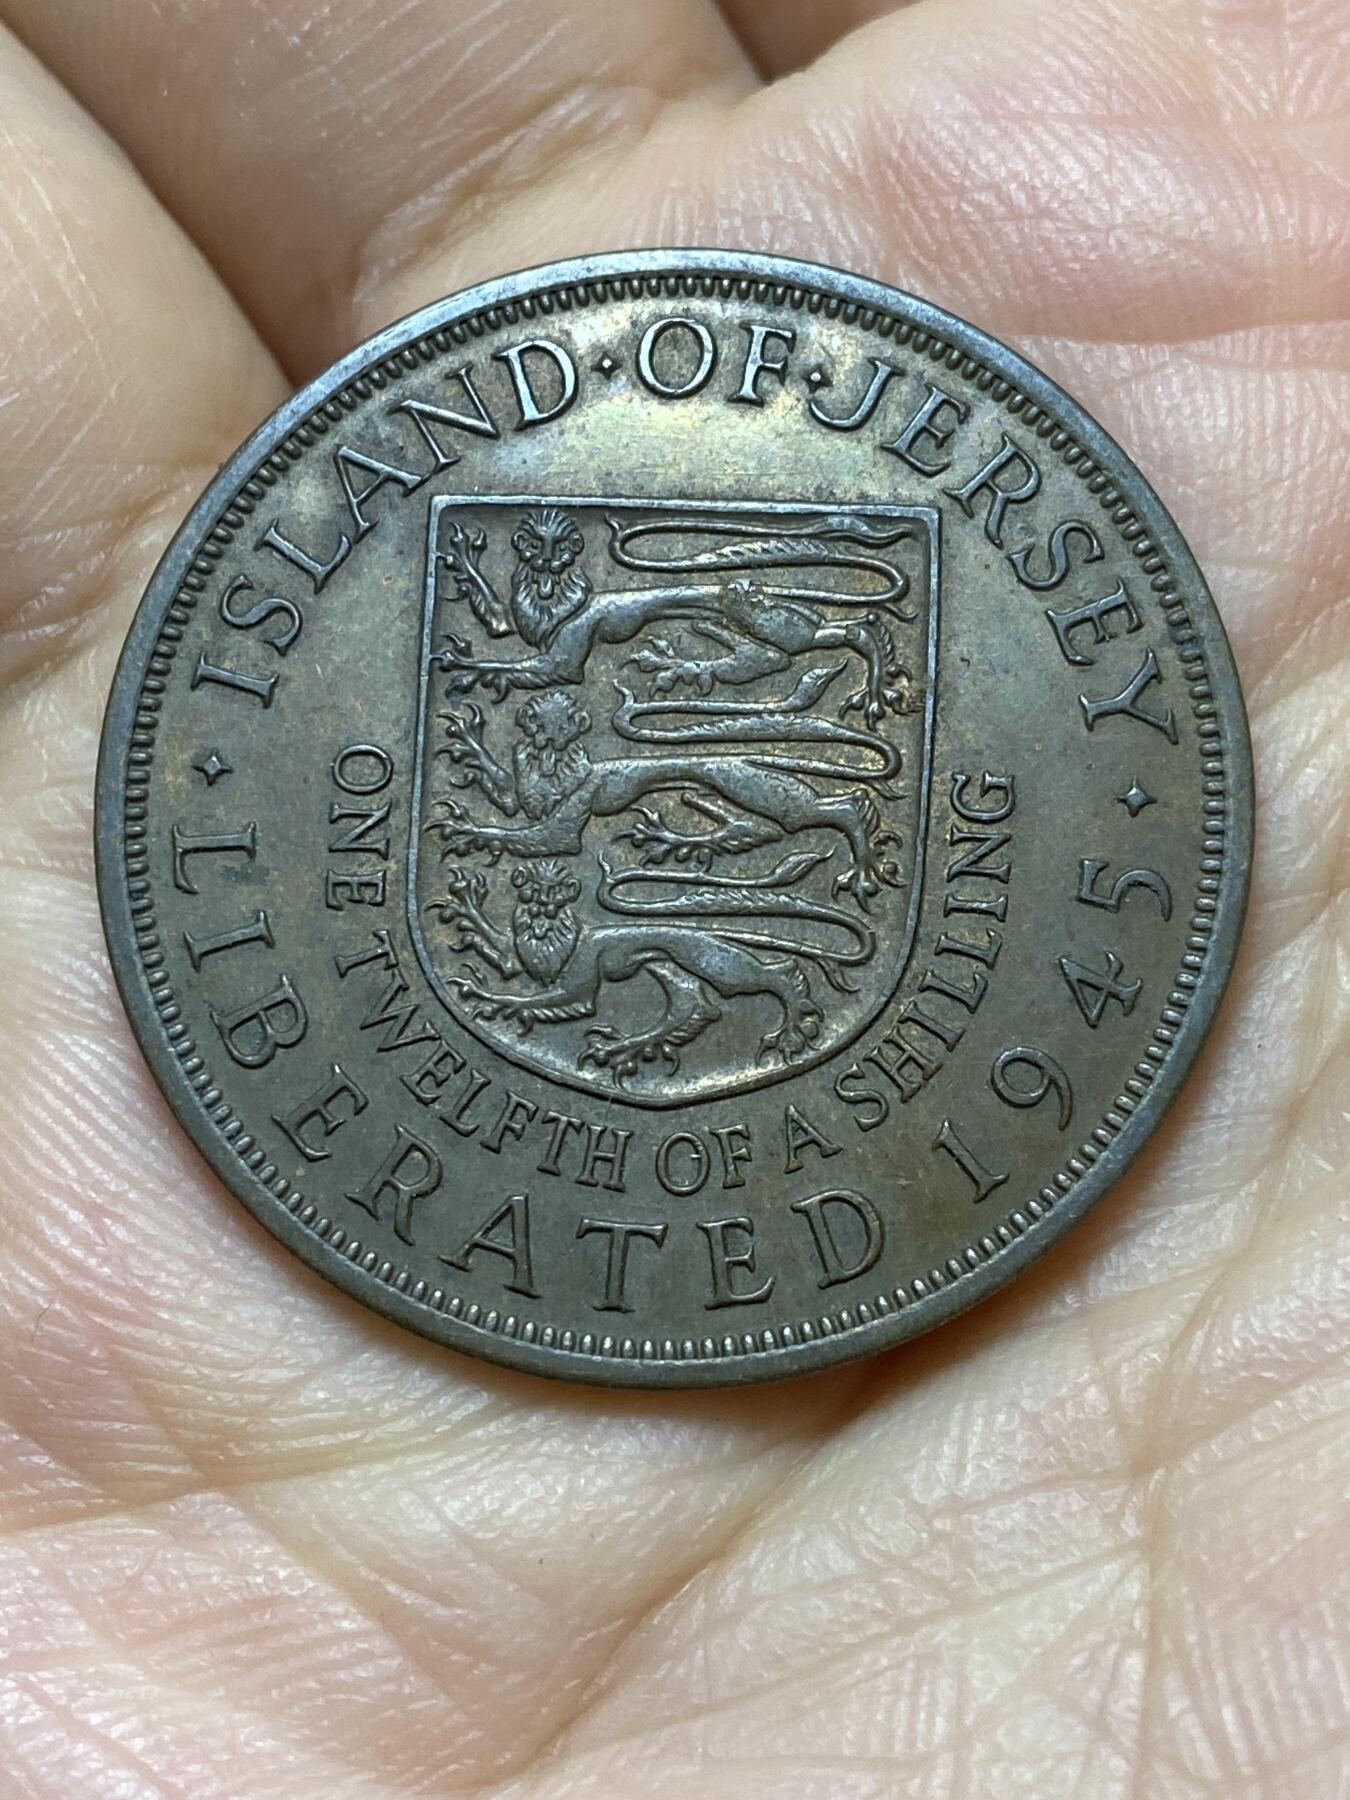 · ISLAND · OF · JERSEY ·
LIBERATED 1945
ONE TWELFTH OF A SHILLING